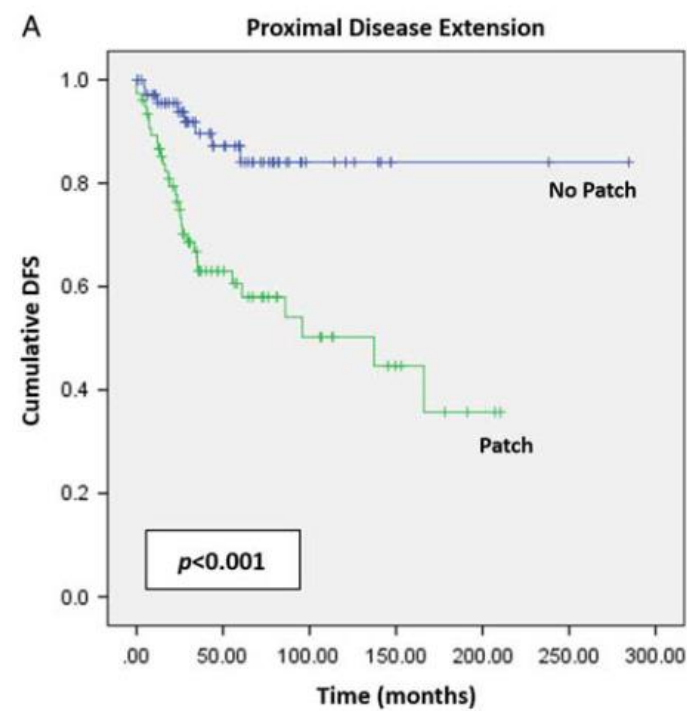 A
Proximal Disease Extension
Cumulative DFS
1.0
0.8
0.6
0.4
0.2
0.0
No Patch
Patch
p<0.001
.00 50.00 100.00 150.00 200.00 250.00 300.00
Time (months)